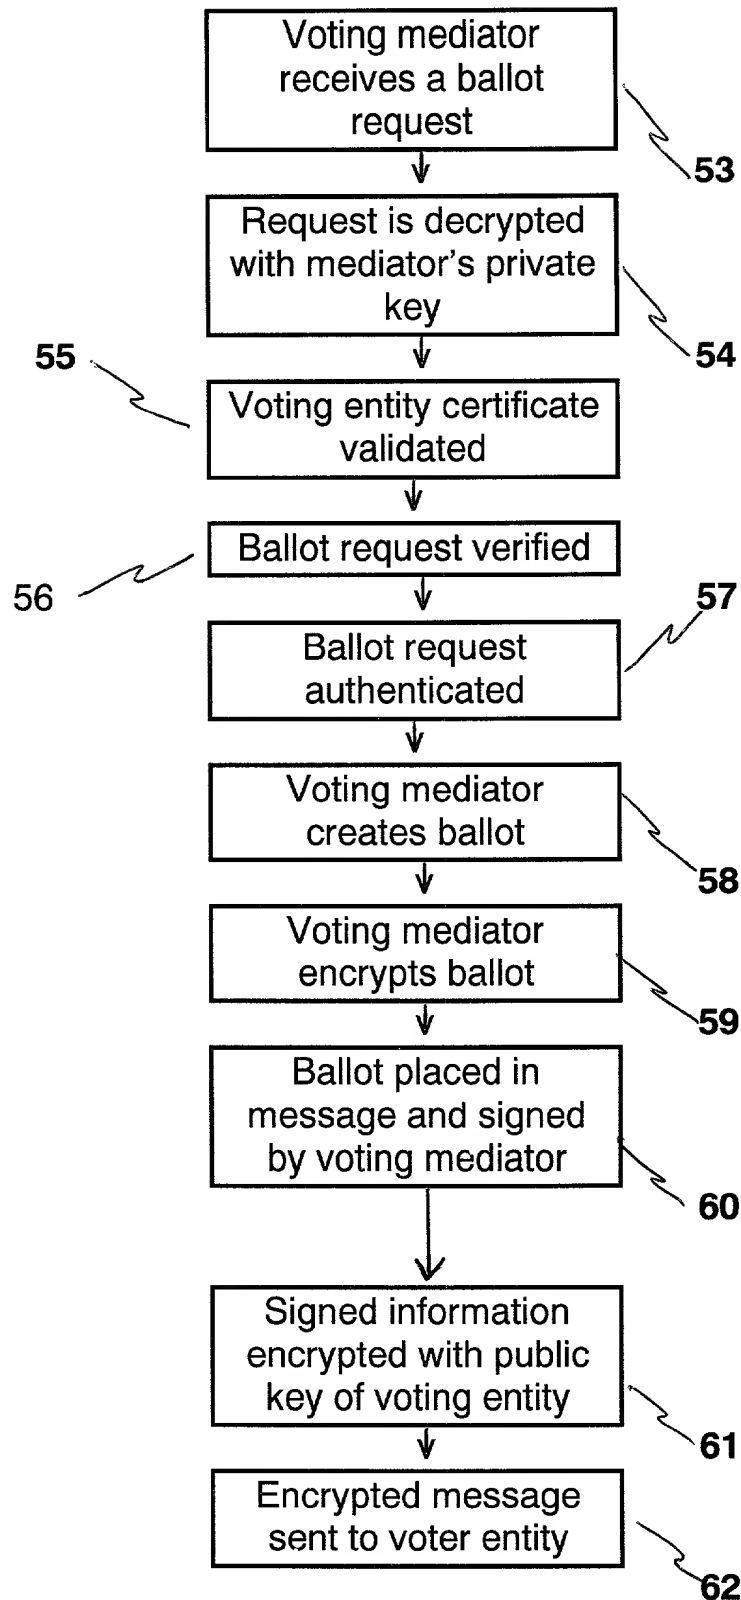 Voting mediator
receives a ballot
request
53
Request is decrypted
with mediator's private
key
54
55
Voting entity certificate
validated
Ballot request verified
56
57
Ballot request
authenticated
Voting mediator
creates ballot
58
Voting mediator
encrypts ballot
59
Ballot placed in
message and signed
by voting mediator
60
Signed information
encrypted with public
key of voting entity
61
Encrypted message
sent to voter entity
62